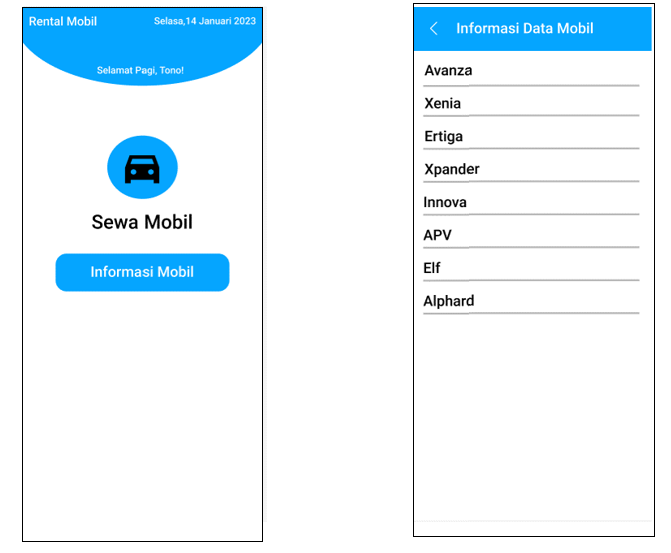 Rental Mobil
Selasa,14 Januari 2023
Selamat Pagi, Tono!
Sewa Mobil
Informasi Mobil
Informasi Data Mobil
Avanza
Xenia
Ertiga
Xpander
Innova
APV
Elf
Alphard